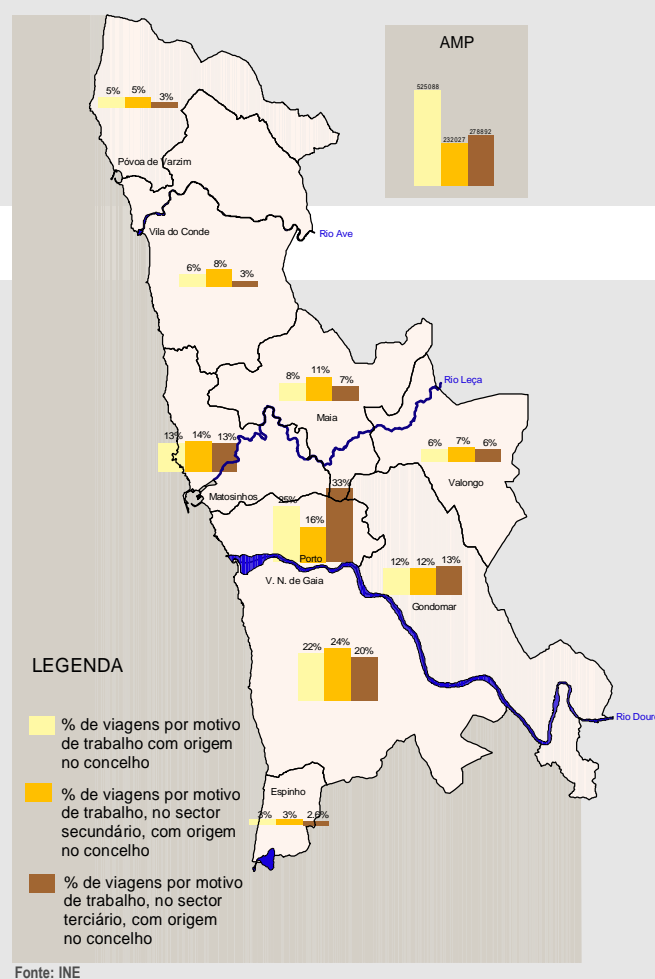 AMP
525088
232027
278892
5%
5%
3%
Póvoa de Varzim
Vila do Conde
Rio Ave
6%
8%
3%
8%
11%
7%
Rio Leça
Maia
13%
14%
13%
6%
7%
6%
Valongo
Matosinhos
25%
16%
33%
Porto
V. N. de Gaia
12%
12%
13%
Gondomar
22%
24%
20%
Rio Douro
Espinho
3%
3%
2,6%
LEGENDA
% de viagens por motivo
de trabalho com origem
no concelho
% de viagens por motivo
de trabalho, no sector
secundário, com origem
no concelho
% de viagens por motivo
de trabalho, no sector
terciário, com origem
no concelho
Fonte: INE